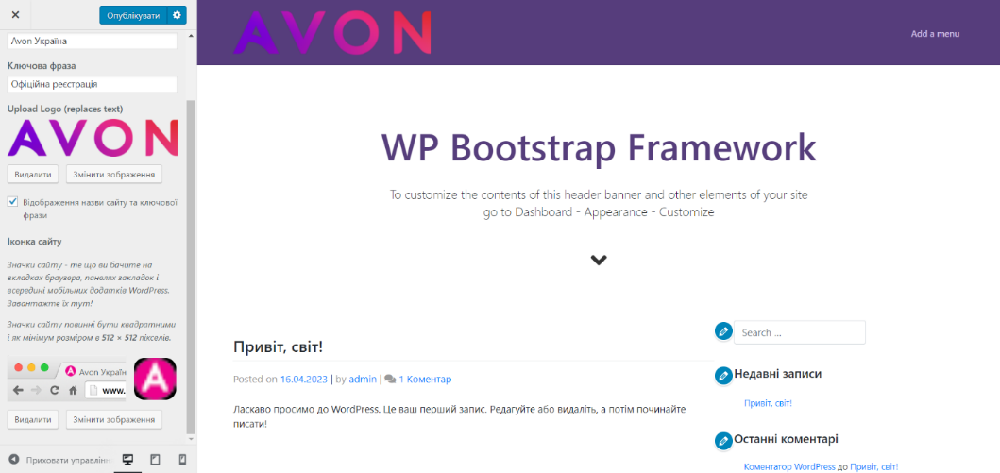 Опублікувати
Avon Україна
Ключова фраза
Офіційна реєстрація
Upload Logo (replaces text)
AVON
Видалити
Змінити зображення
Відображення назви сайту та ключової
фрази
Іконка сайту
Значки сайту - те що ви бачите на
вкладках браузера, панелях закладок і
всередині мобільних додатків WordPress.
Завантажте їх тут!
Значки сайту повинні бути квадратними
і як мінімум розміром в 512 × 512 пікселів.
Avon Україн
www.
Видалити
Змінити зображення
Приховати управлінн
AVON
Add a menu
WP Bootstrap Framework
To customize the contents of this header banner and other elements of your site
go to Dashboard - Appearance - Customize
Привіт, світ!
Posted on 16.04.2023 | by admin | 1 Коментар
Ласкаво просимо до WordPress. Це ваш перший запис. Редагуйте або видаліть, а потім починайте
писати!
Search ...
Недавні записи
Привіт, світ!
Останні коментарі
Коментатор WordPress до Привіт, світ!